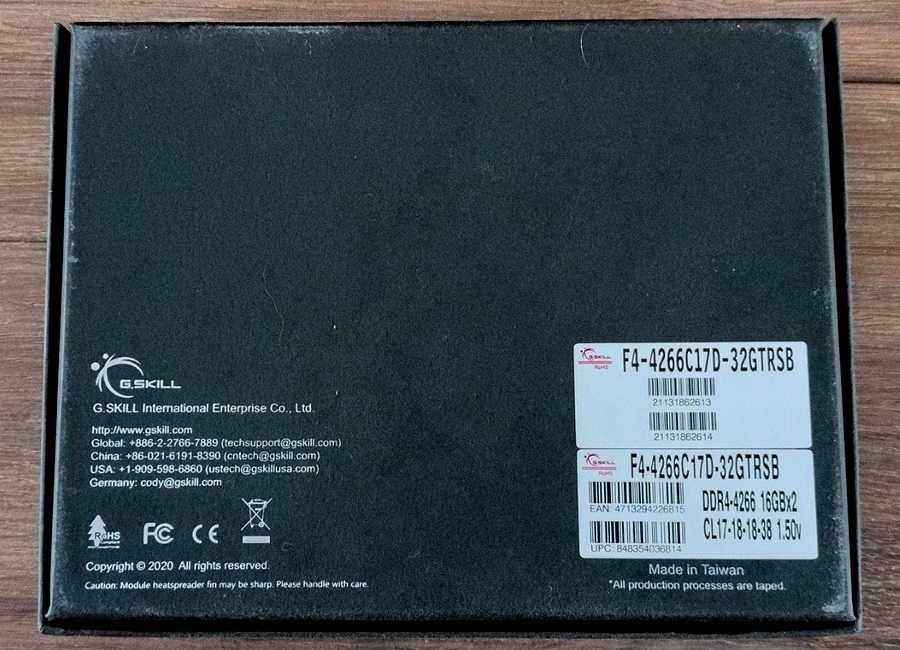 G.SKILL
G.SKILL International Enterprise Co., Ltd.
http://www.gskill.com
Global: +886-2-2766-7889 (techsupport@gskill.com)
China: +86-021-6191-8390 (cntech@gskill.com)
USA: +1-909-598-6860 (ustech@gskillusa.com)
Germany: cody@gskill.com
RoHS
FC CE
Copyright © 2020 All rights reserved.
Caution: Module heatspreader fin may be sharp. Please handle with care.
G.SKILL
RoHS
F4-4266C17D-32GTRSB
21131862613
21131862614
G.SKILL
RoHS
F4-4266C17D-32GTRSB
EAN: 4713294226815
DDR4-4266 16GBx2
CL17-18-18-38 1.50v
UPC: 848354036814
Made in Taiwan
*All production processes are taped.